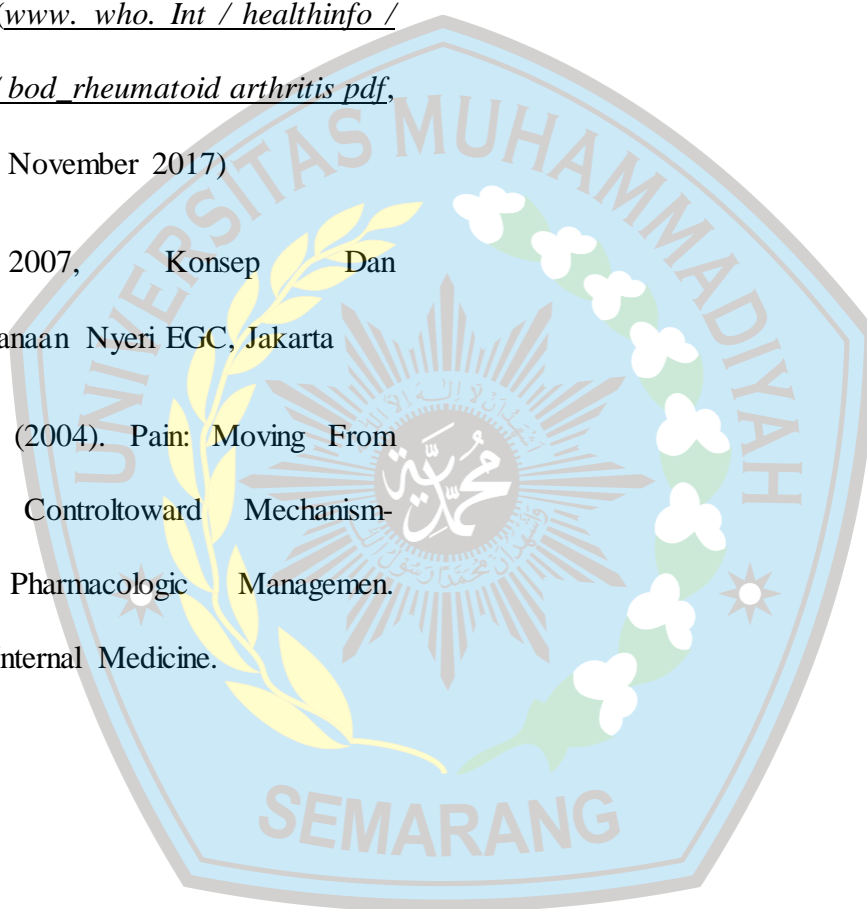 (www. who. Int / healthinfo /
/ bod_rheumatoid arthritis pdf,
November 2017)
2007, Konsep Dan
anaan Nyeri EGC, Jakarta
(2004). Pain: Moving From
Controltoward Mechanism-
Pharmacologic Managemen.
nternal Medicine.
UNIVERSITAS MUHAMMADIYAH
محمدية
SEMARANG